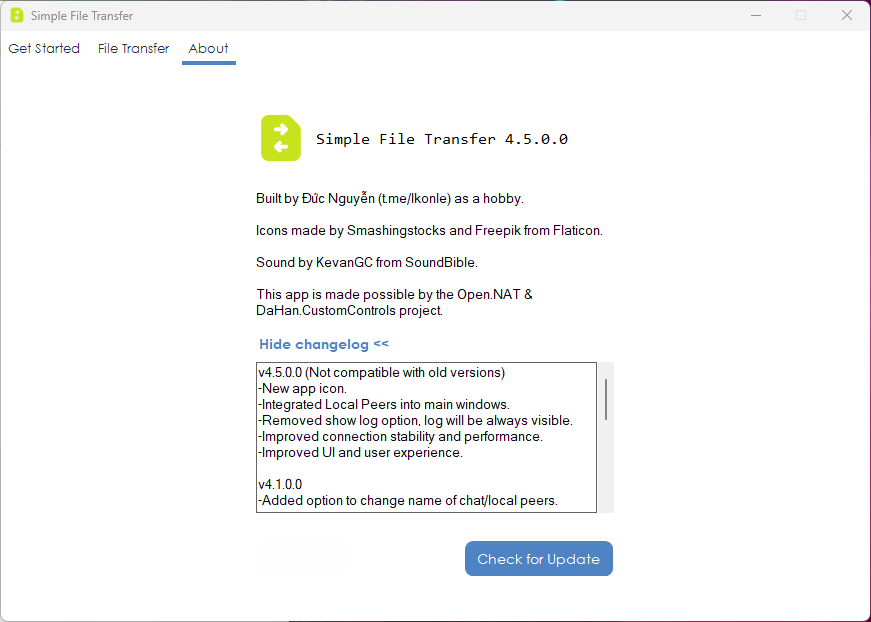 Simple File Transfer
Get Started
File Transfer
About
Simple File Transfer 4.5.0.0
Built by Đức Nguyễn (t.me/lkonle) as a hobby.
Icons made by Smashingstocks and Freepik from Flaticon.
Sound by KevanGC from SoundBible.
This app is made possible by the Open.NAT &
DaHan.CustomControls project.
Hide changelog <<
v4.5.0.0 (Not compatible with old versions)
-New app icon.
-Integrated Local Peers into main windows.
-Removed show log option, log will be always visible.
-Improved connection stability and performance.
-Improved UI and user experience.
v4.1.0.0
-Added option to change name of chat/local peers.
Check for Update